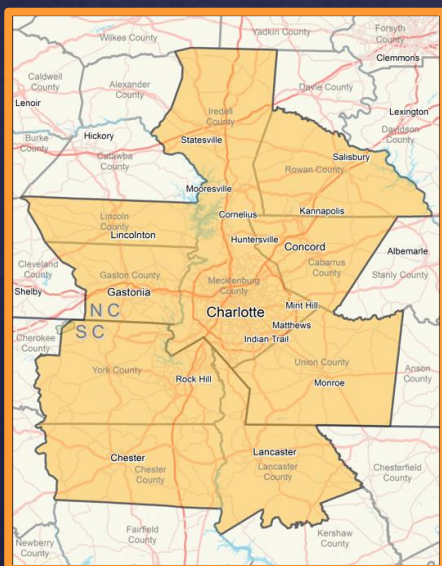 Wilkes County
Yadkin County
Forsyth
County
Clemmons
Caldwell
County
Alexander
County
Davie County
Lenoir
Iredell
County
Lexington
Davidson
County
Burke
County
Hickory
Catawba
County
Statesville
Salisbury
Rowan County
Mooresville
Lincoln
County
Cornelius
Kannapolis
Lincolnton
Huntersville
Concord
Albemarle
Cleveland
County
Gaston County
Mecklenburg
County
Cabarrus
County
Stanly County
Shelby
Gastonia
Mint Hill
NC
Charlotte
Matthews
SC
Cherokee
County
Indian Trail
York County
Union County
Anson
County
Rock Hill
Monroe
Chester
Chester
County
Lancaster
Lancaster
County
Chesterfield
County
Fairfield
County
Newberry
County
Kershaw
County